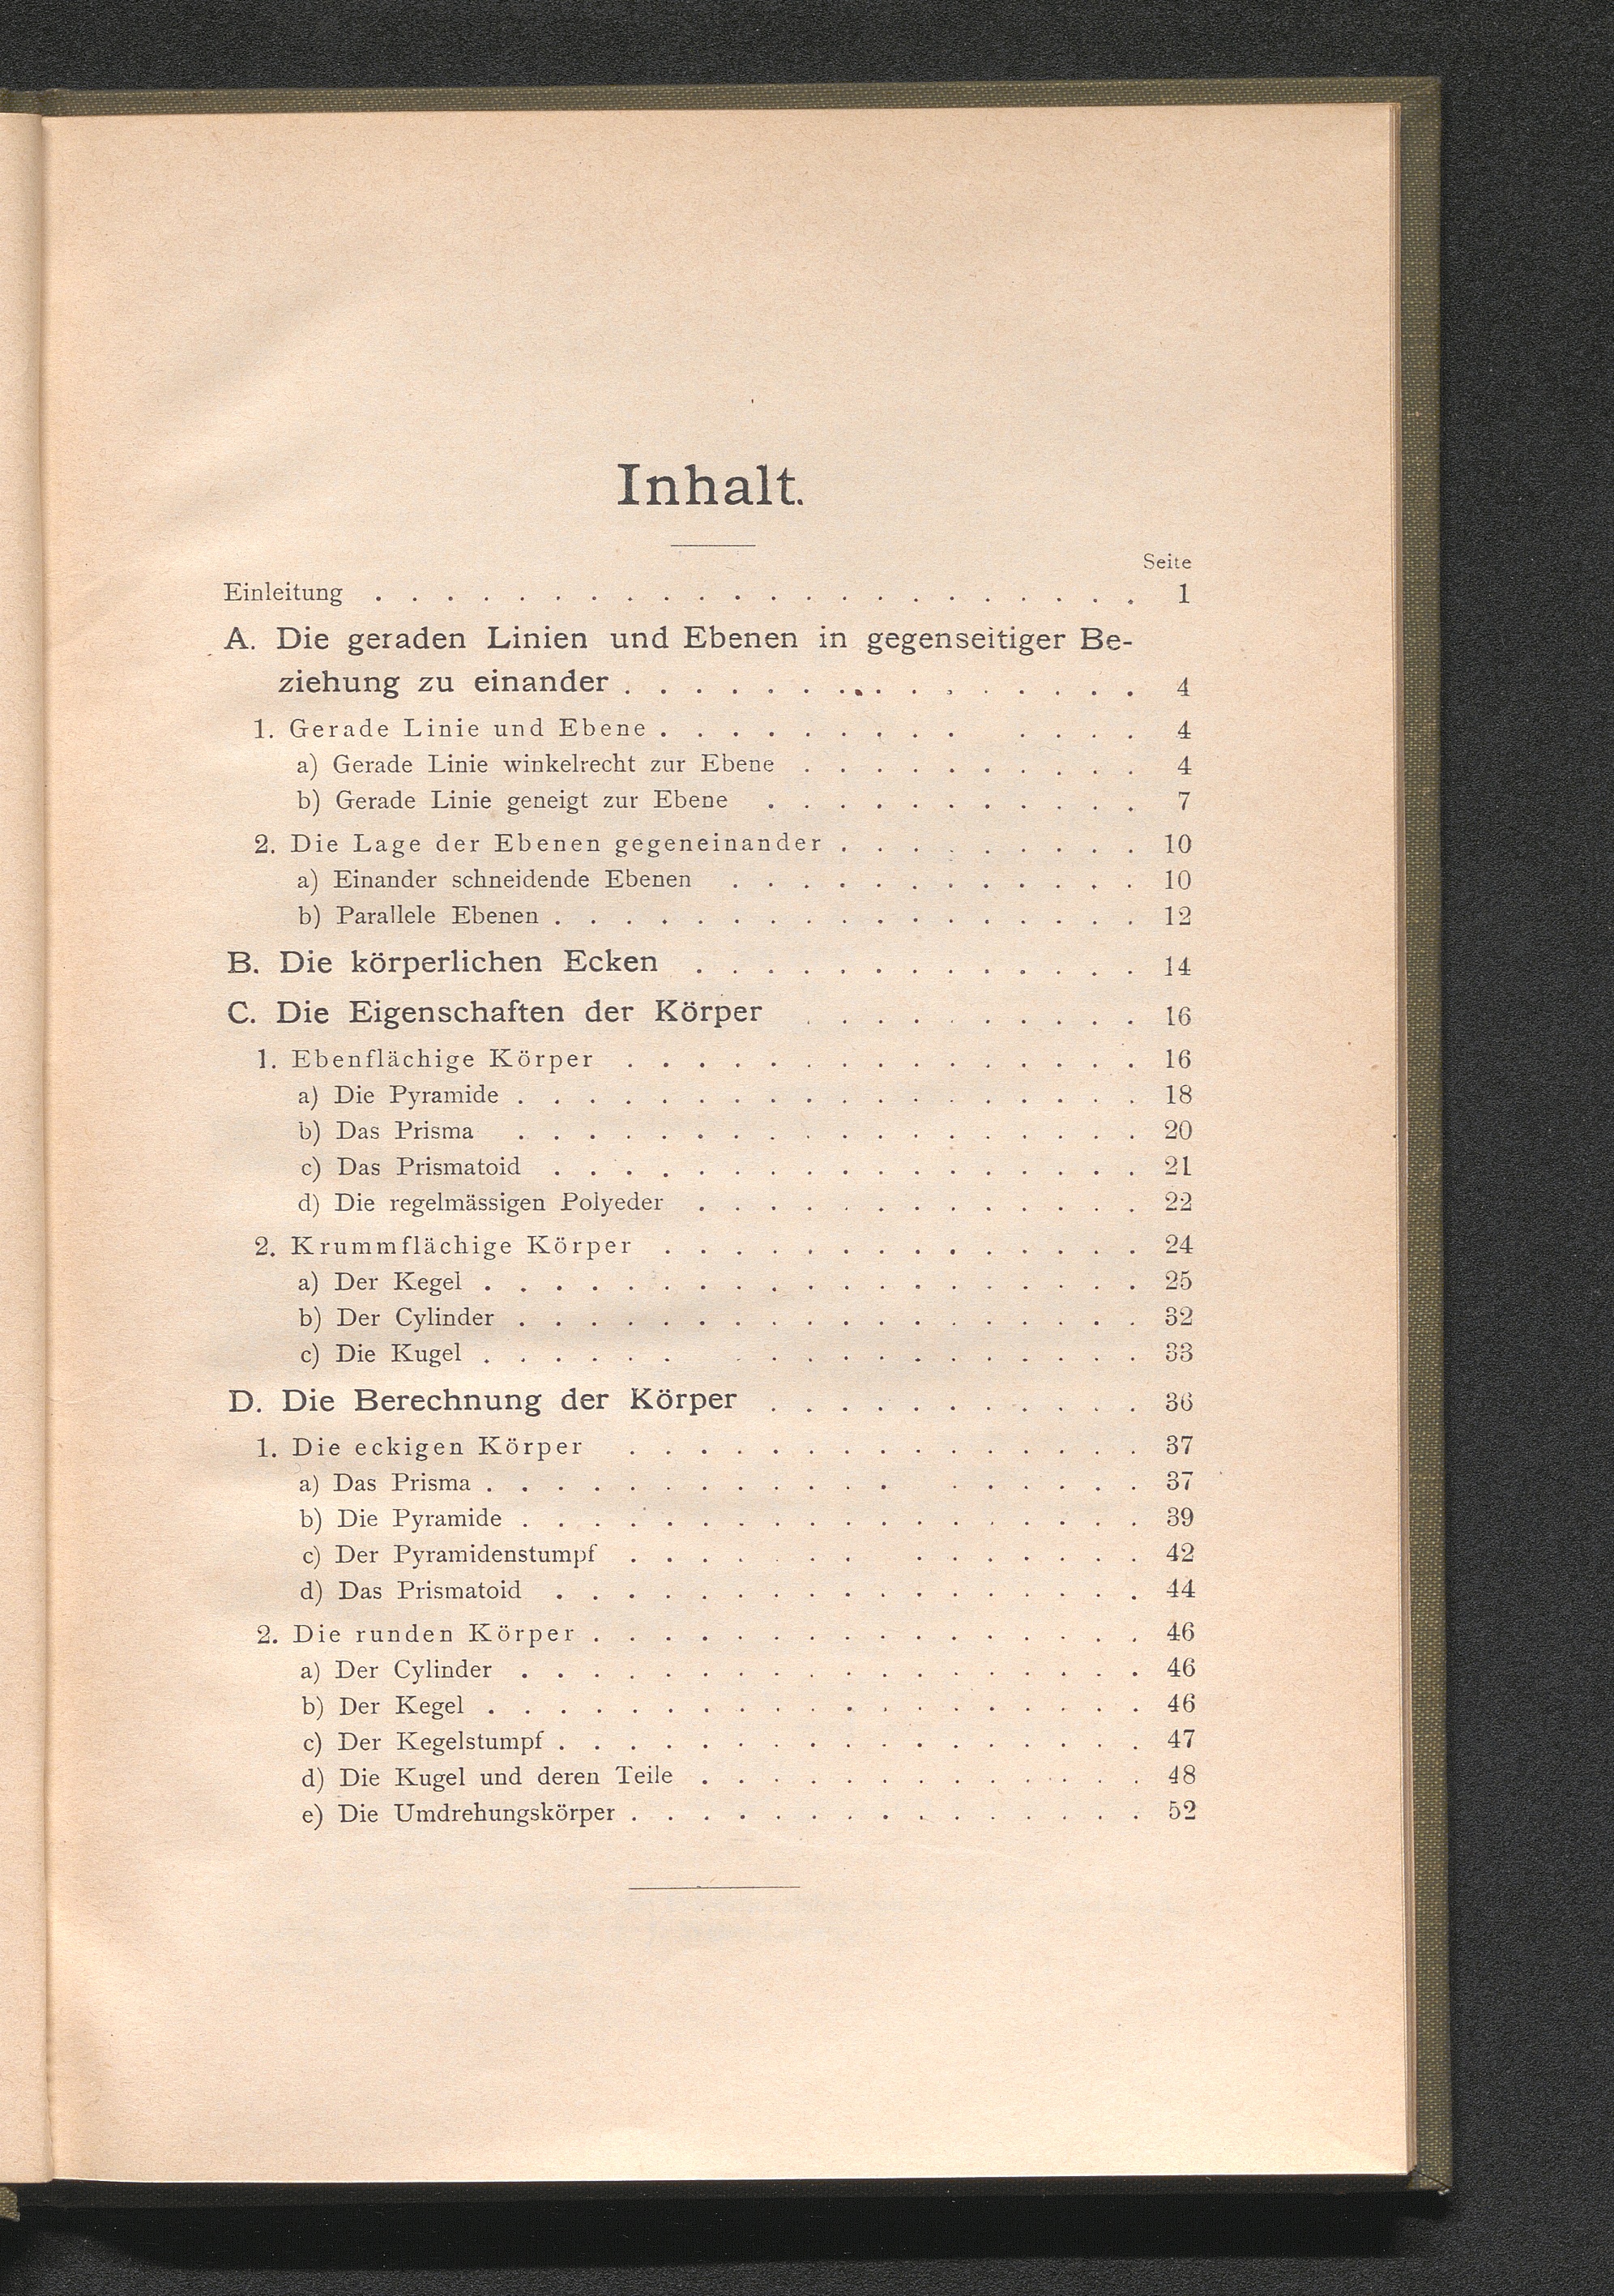 Inhalt.
Seite
Einleitung . . . . . . . . . . . . . . . . . . . . . . 1
A. Die geraden Linien und Ebenen in gegenseitiger Be-
ziehung zu einander . . . . . . . . . . . . . . . 4
1. Gerade Linie und Ebene . . . . . . . . . . . . . 4
a) Gerade Linie winkelrecht zur Ebene . . . . . . . . . . 4
b) Gerade Linie geneigt zur Ebene . . . . . . . . . . . 7
2. Die Lage der Ebenen gegeneinander . . . . . . . . . 10
a) Einander schneidende Ebenen . . . . . . . . . . . . 10
b) Parallele Ebenen . . . . . . . . . . . . . . . . . 12
B. Die körperlichen Ecken . . . . . . . . . . . . . 14
C. Die Eigenschaften der Körper . . . . . . . . . . 16
1. Ebenflächige Körper . . . . . . . . . . . . . . . 16
a) Die Pyramide . . . . . . . . . . . . . . . . . . 18
b) Das Prisma . . . . . . . . . . . . . . . . . . 20
c) Das Prismatoid . . . . . . . . . . . . . . . . . 21
d) Die regelmässigen Polyeder . . . . . . . . . . . . . 22
2. Krummflächige Körper . . . . . . . . . . . . . . 24
a) Der Kegel . . . . . . . . . . . . . . . . . . . 25
b) Der Cylinder . . . . . . . . . . . . . . . . . . 32
c) Die Kugel . . . . . . . . . . . . . . . . . . 33
D. Die Berechnung der Körper . . . . . . . . . . . 36
1. Die eckigen Körper . . . . . . . . . . . . . . . 37
a) Das Prisma . . . . . . . . . . . . . . . . . . 37
b) Die Pyramide . . . . . . . . . . . . . . . . . . 39
c) Der Pyramidenstumpf . . . . . . . . . . . . . . 42
d) Das Prismatoid . . . . . . . . . . . . . . . . . 44
2. Die runden Körper . . . . . . . . . . . . . . . . 46
a) Der Cylinder . . . . . . . . . . . . . . . . . . 46
b) Der Kegel . . . . . . . . . . . . . . . . . . . 46
c) Der Kegelstumpf . . . . . . . . . . . . . . . . . 47
d) Die Kugel und deren Teile . . . . . . . . . . . . . 48
e) Die Umdrehungskörper . . . . . . . . . . . . . . . 52